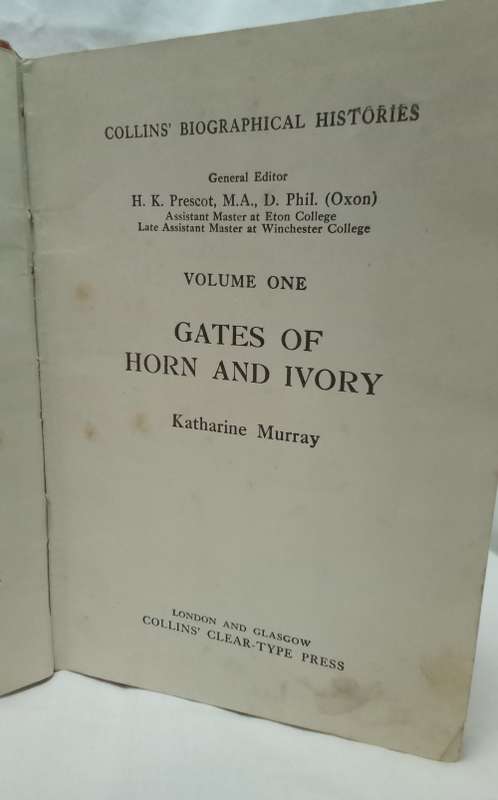 COLLINS' BIOGRAPHICAL HISTORIES
General Editor
H. K. Prescot, M.A., D. Phil. (Oxon)
Assistant Master at Eton College
Late Assistant Master at Winchester College
VOLUME ONE
GATES OF
HORN AND IVORY
Katharine Murray
LONDON AND GLASGOW
COLLINS' CLEAR-TYPE PRESS